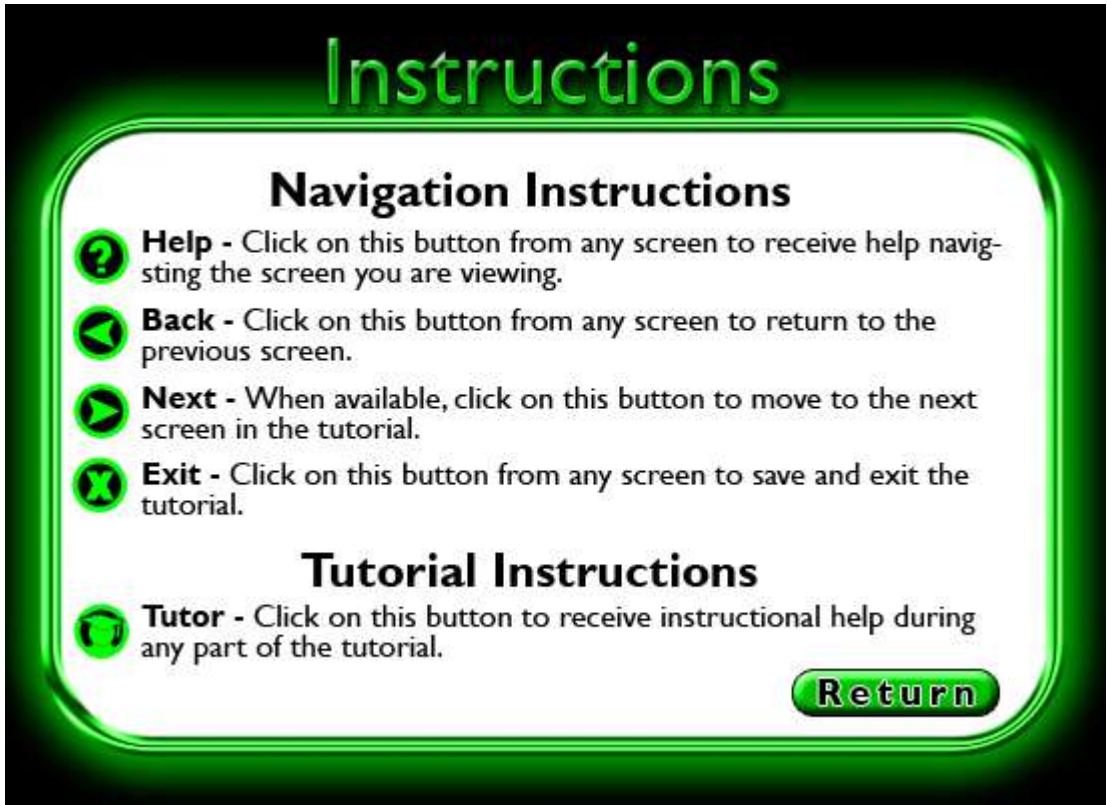 Instructions
Navigation Instructions
? Help - Click on this button from any screen to receive help navig-
sting the screen you are viewing.
Back - Click on this button from any screen to return to the
previous screen.
Next - When available, click on this button to move to the next
screen in the tutorial.
X Exit - Click on this button from any screen to save and exit the
tutorial.
Tutorial Instructions
Tutor - Click on this button to receive instructional help during
any part of the tutorial.
Return